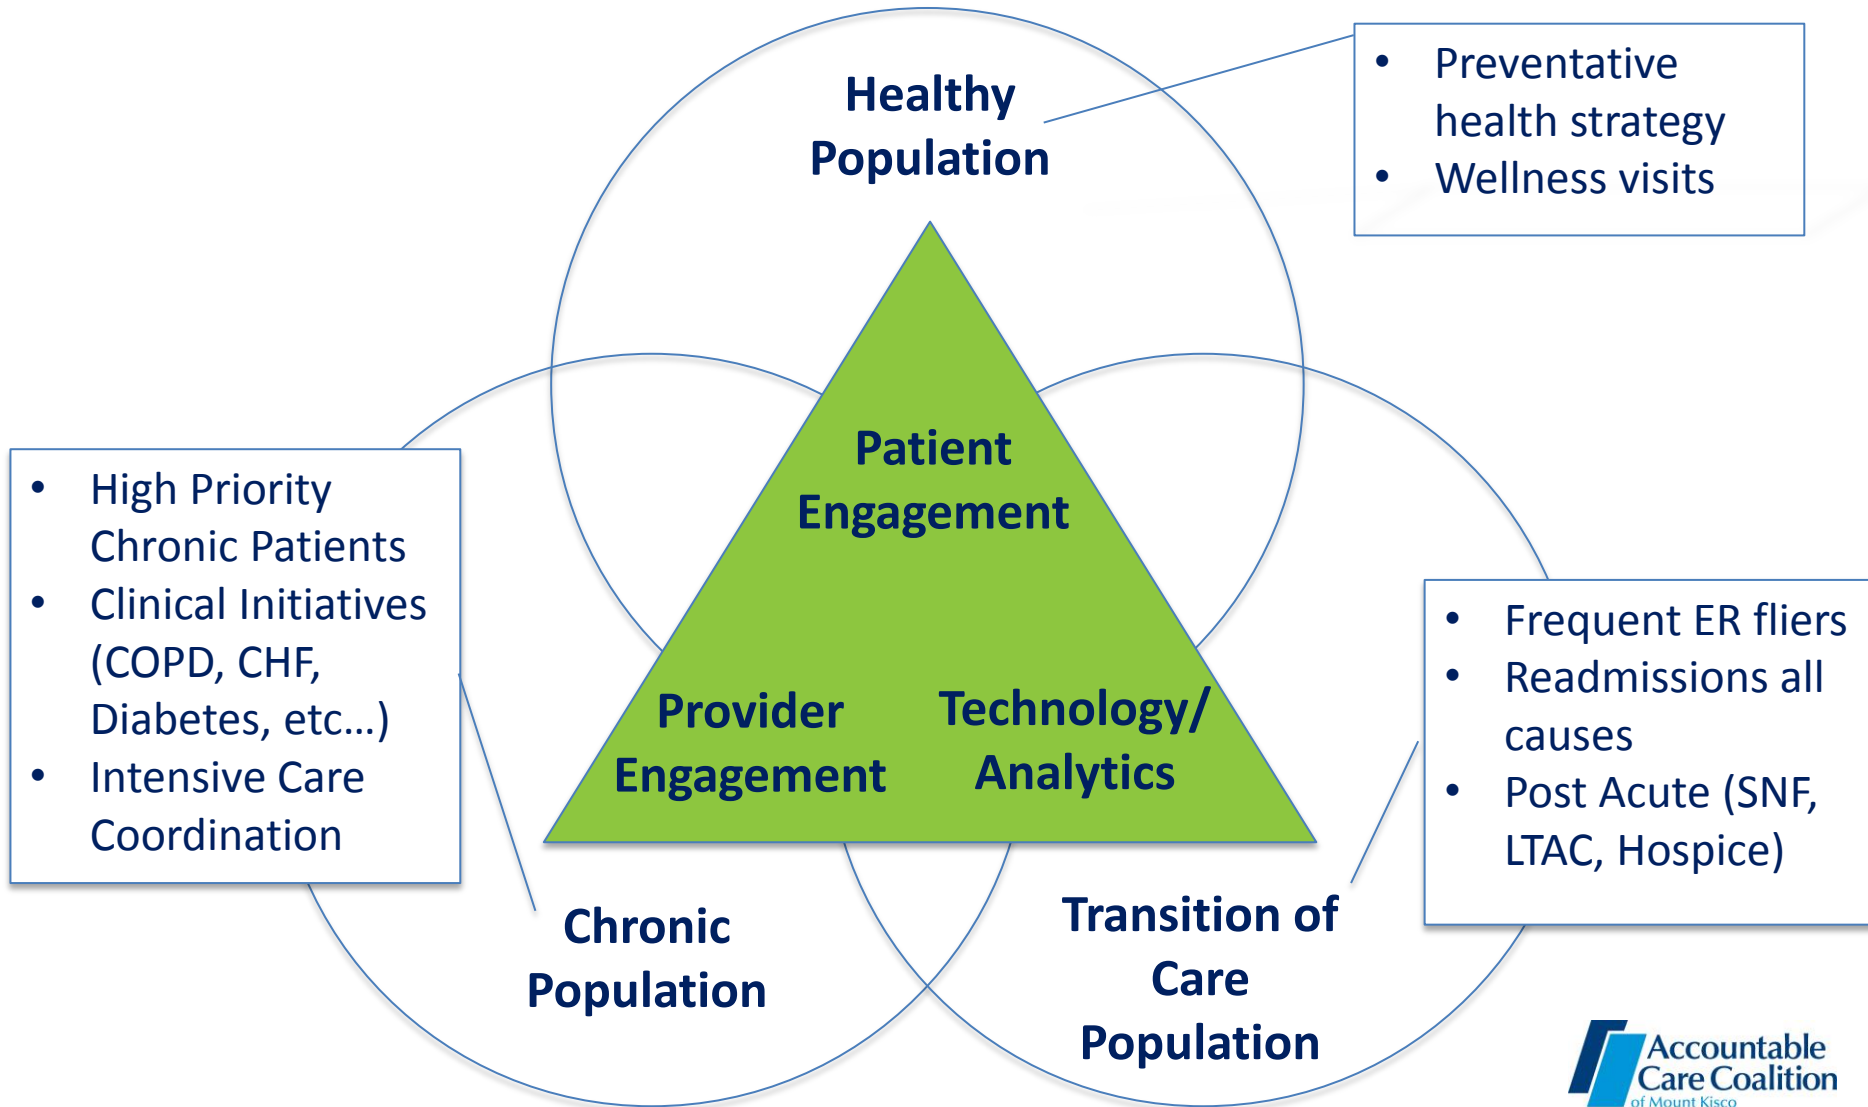 Healthy
Population
• Preventative
health strategy
• Wellness visits
Patient
Engagement
• High Priority
Chronic Patients
• Clinical Initiatives
(COPD, CHF,
Diabetes, etc...)
• Intensive Care
Coordination
Provider
Engagement
Technology/
Analytics
• Frequent ER fliers
• Readmissions all
causes
• Post Acute (SNF,
LTAC, Hospice)
Chronic
Population
Transition of
Care
Population
Accountable
Care Coalition
of Mount Kisco